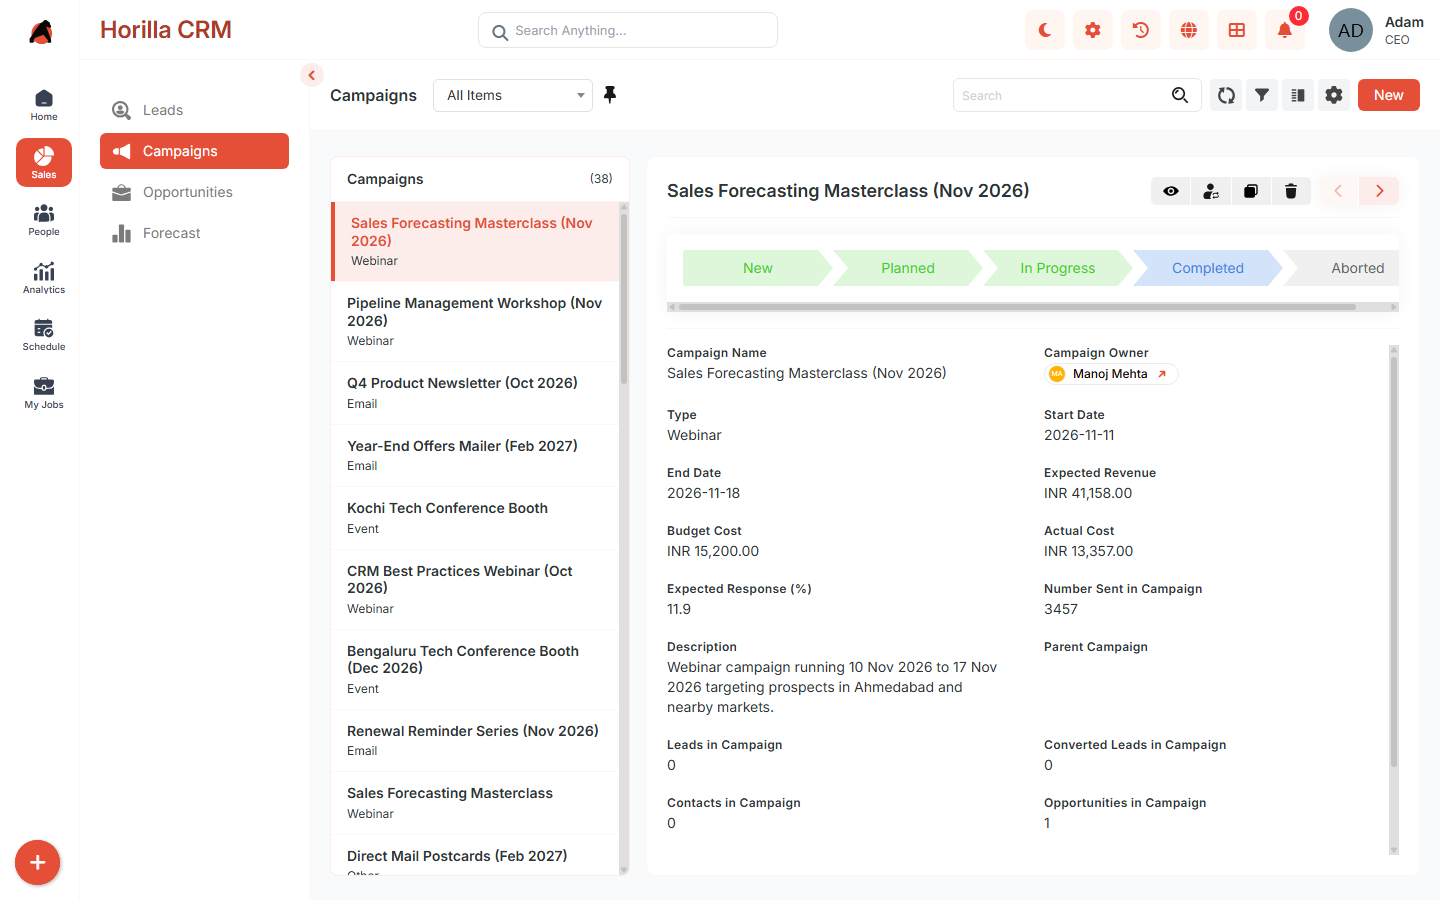 Horilla CRM
Search Anything...
0
AD
Adam
CEO
Home
Sales
People
Analytics
Schedule
My Jobs
Leads
Campaigns
Opportunities
Forecast
Campaigns
All Items
Search
New
Campaigns
(38)
Sales Forecasting Masterclass (Nov
2026)
Webinar
Pipeline Management Workshop (Nov
2026)
Webinar
Q4 Product Newsletter (Oct 2026)
Email
Year-End Offers Mailer (Feb 2027)
Email
Kochi Tech Conference Booth
Event
CRM Best Practices Webinar (Oct
2026)
Webinar
Bengaluru Tech Conference Booth
(Dec 2026)
Event
Renewal Reminder Series (Nov 2026)
Email
Sales Forecasting Masterclass
Webinar
Direct Mail Postcards (Feb 2027)
Other
Sales Forecasting Masterclass (Nov 2026)
New
Planned
In Progress
Completed
Aborted
Campaign Name
Sales Forecasting Masterclass (Nov 2026)
Campaign Owner
MA Manoj Mehta
Type
Webinar
Start Date
2026-11-11
End Date
2026-11-18
Expected Revenue
INR 41,158.00
Budget Cost
INR 15,200.00
Actual Cost
INR 13,357.00
Expected Response (%)
11.9
Number Sent in Campaign
3457
Description
Webinar campaign running 10 Nov 2026 to 17 Nov
2026 targeting prospects in Ahmedabad and
nearby markets.
Parent Campaign
Leads in Campaign
0
Converted Leads in Campaign
0
Contacts in Campaign
0
Opportunities in Campaign
1